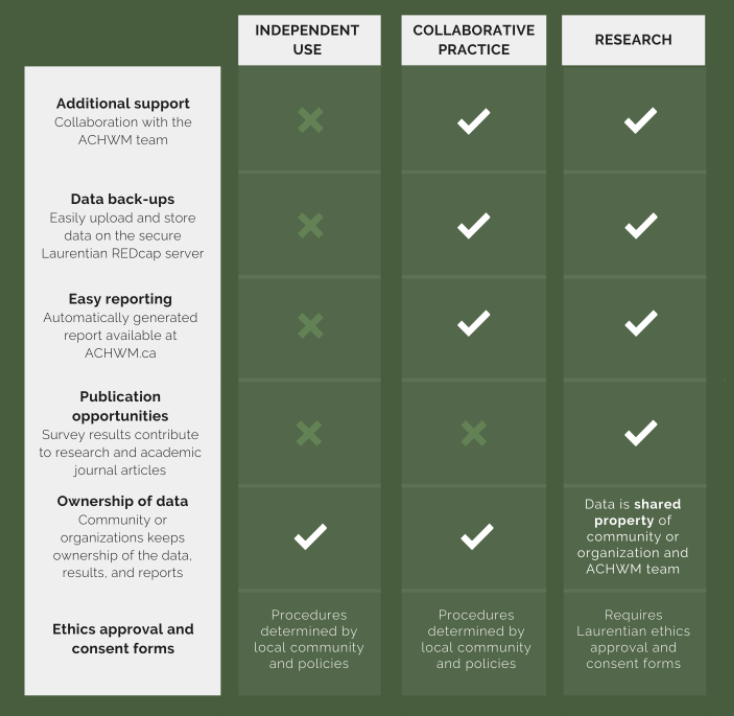 INDEPENDENT
USE
COLLABORATIVE
PRACTICE
RESEARCH
Additional support
Collaboration with the
ACHWM team
Data back-ups
Easily upload and store
data on the secure
Laurentian REDcap server
Easy reporting
Automatically generated
report available at
ACHWM.ca
Publication
opportunities
Survey results contribute
to research and academic
journal articles
Ownership of data
Community or
organizations keeps
ownership of the data,
results, and reports
Data is shared
property of
community or
organization and
ACHWM team
Ethics approval and
consent forms
Procedures
determined by
local community
and policies
Procedures
determined by
local community
and policies
Requires
Laurentian ethics
approval and
consent forms